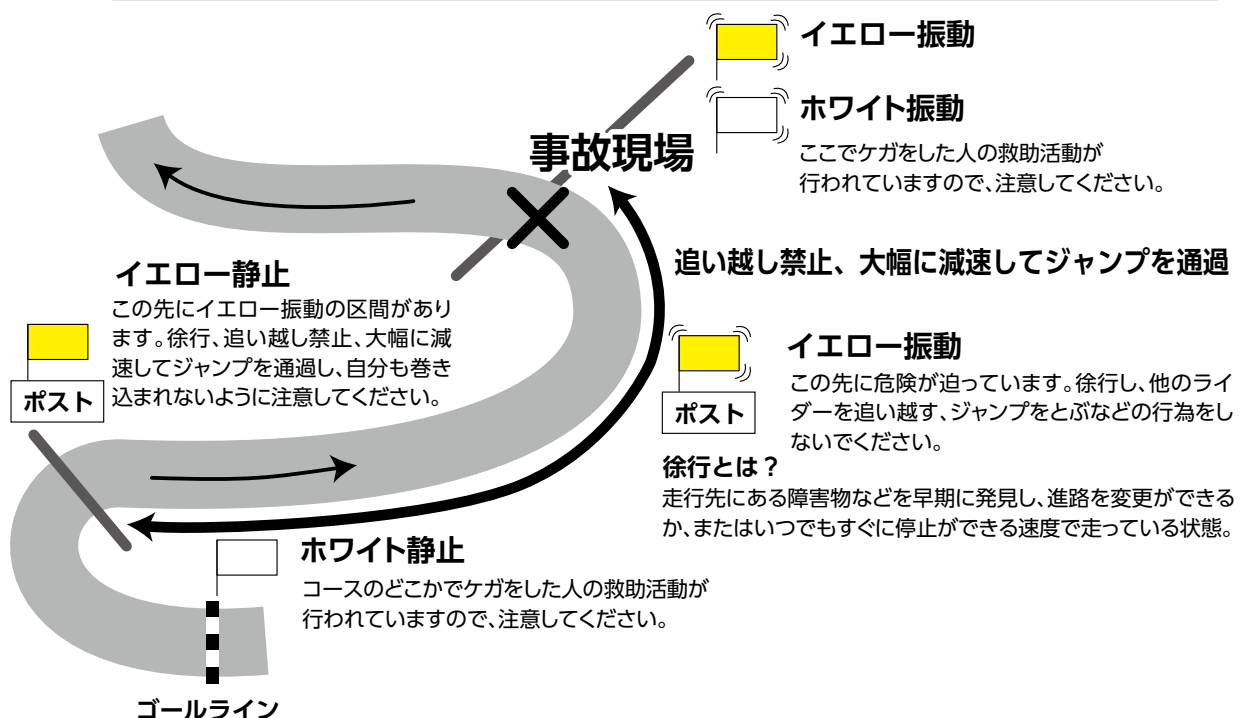 イエロー振動
ホワイト振動
ここでケガをした人の救助活動が
行われていますので、注意してください。
事故現場
追い越し禁止、大幅に減速してジャンプを通過
イエロー静止
この先にイエロー振動の区間があり
ます。徐行、追い越し禁止、大幅に減
速してジャンプを通過し、自分も巻き
込まれないように注意してください。
ポスト
イエロー振動
この先に危険が迫っています。徐行し、他のライ
ダーを追い越す、ジャンプをとぶなどの行為をし
ないでください。
ポスト
徐行とは？
走行先にある障害物などを早期に発見し、進路を変更ができる
か、またはいつでもすぐに停止ができる速度で走っている状態。
ホワイト静止
コースのどこかでケガをした人の救助活動が
行われていますので、注意してください。
ゴールライン